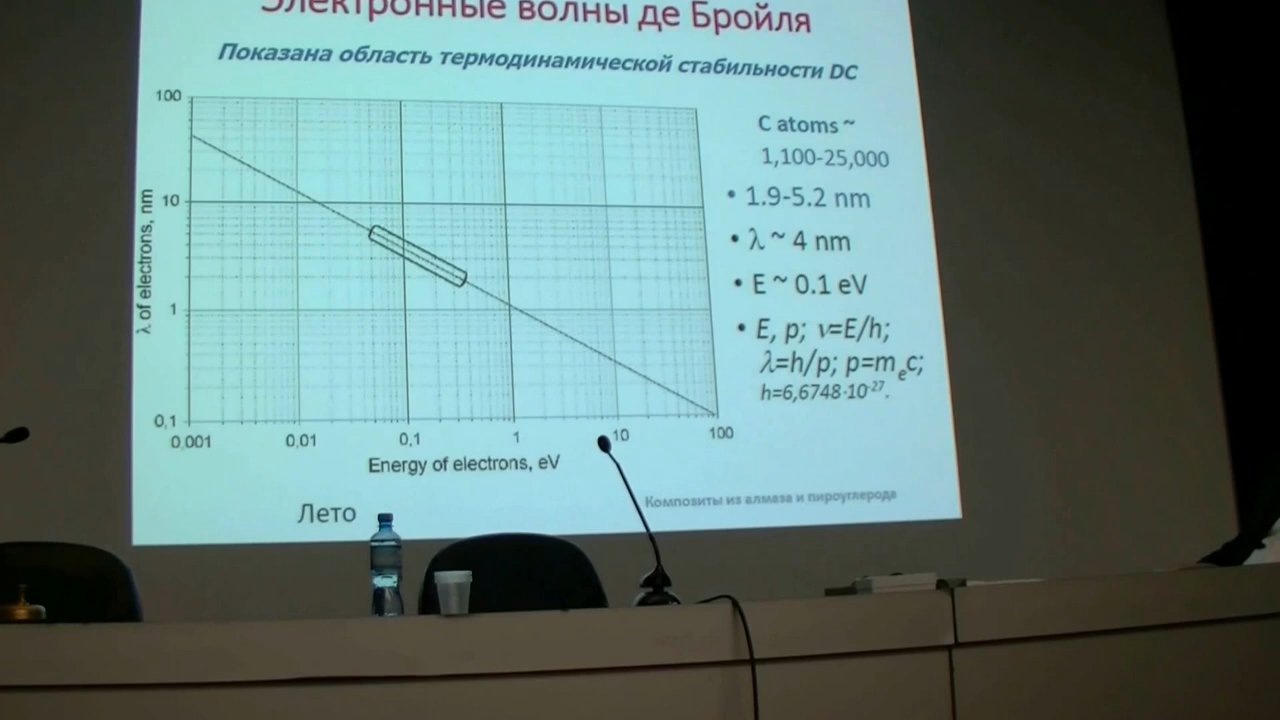 Электронные волны де Бройля
Показана область термодинамической стабильности DC
100
10
1
0,1
λ of electrons, nm
0,001
0,01
0,1
1
10
100
Energy of electrons, eV
C atoms ~
1,100-25,000
• 1.9-5.2 nm
• λ ~ 4 nm
• E ~ 0.1 eV
• E, p; ν=E/h;
λ=h/p; p=mₑc;
h=6,6748·10⁻²⁷.
Композиты из алмаза и пироуглерода
Лето